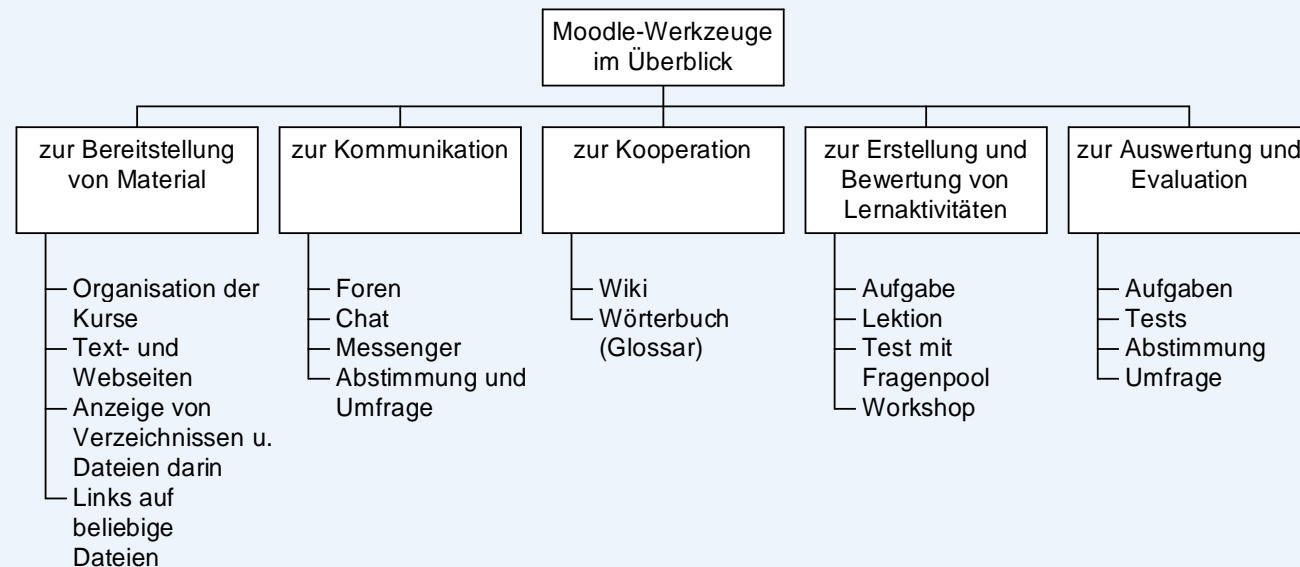 Moodle-Werkzeuge
im Überblick
zur Bereitstellung
von Material
zur Kommunikation
zur Kooperation
zur Erstellung und
Bewertung von
Lernaktivitäten
zur Auswertung und
Evaluation
Organisation der
Kurse
Text- und
Webseiten
Anzeige von
Verzeichnissen u.
Dateien darin
Links auf
beliebige
Dateien
Foren
Chat
Messenger
Abstimmung und
Umfrage
Wiki
Wörterbuch
(Glossar)
Aufgabe
Lektion
Test mit
Fragenpool
Workshop
Aufgaben
Tests
Abstimmung
Umfrage